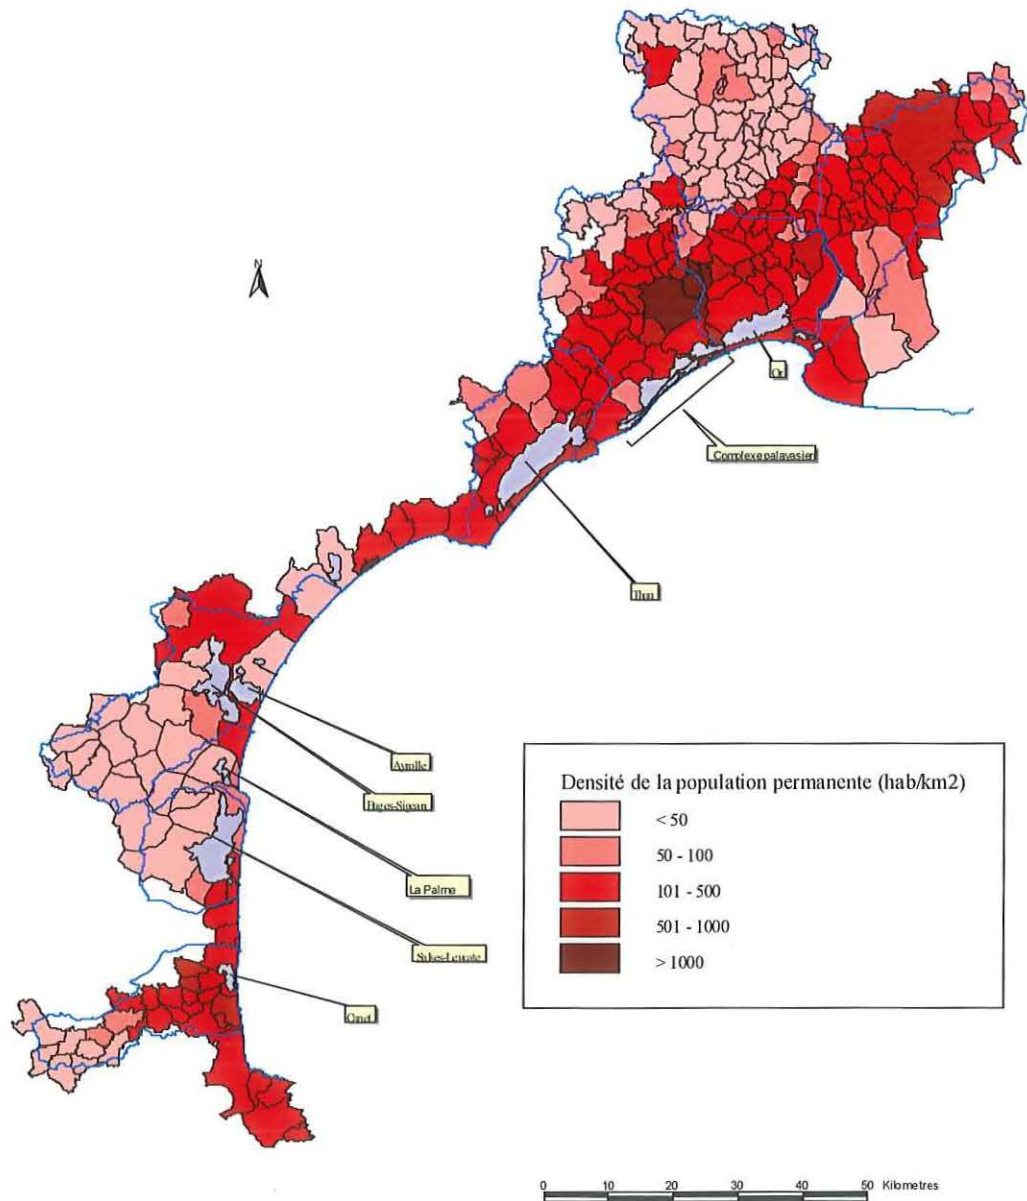 N
Or
Complexe palavasien
Thau
Ayrolle
Bages-Sigean
La Palme
Salses-Leucate
Canet
Densité de la population permanente (hab/km2)
< 50
50 - 100
101 - 500
501 - 1000
> 1000
0 10 20 30 40 50 Kilometres